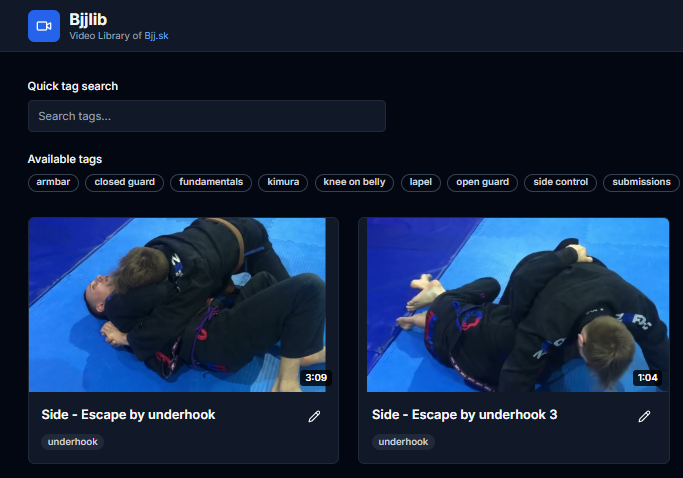 Bjjlib
Video Library of Bjj.sk
Quick tag search
Search tags...
Available tags
armbar
closed guard
fundamentals
kimura
knee on belly
lapel
open guard
side control
submissions
3:09
1:04
Side - Escape by underhook
Side - Escape by underhook 3
underhook
underhook